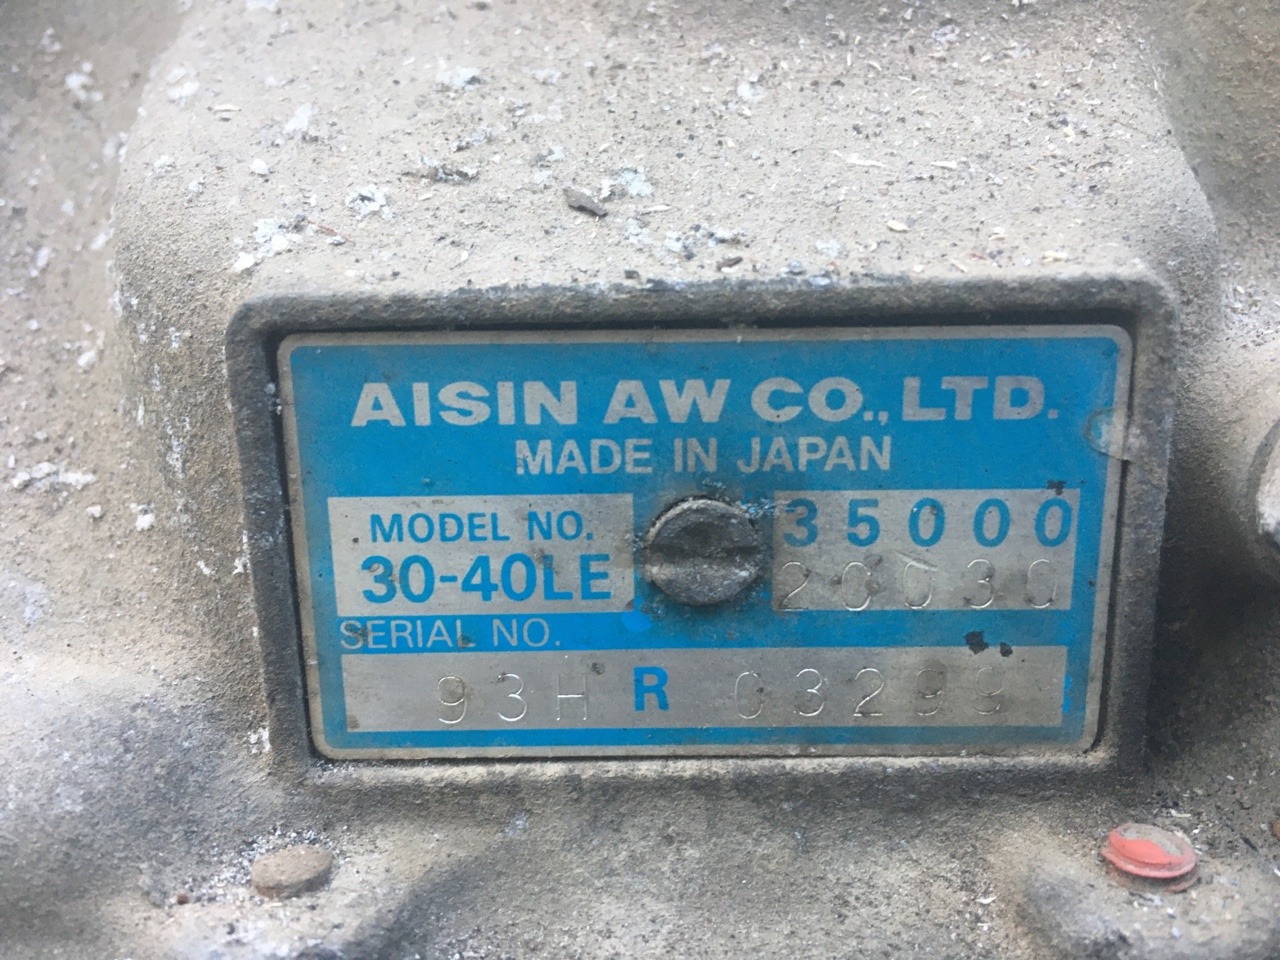 AISIN AW CO., LTD.
MADE IN JAPAN
MODEL NO.
30-40LE
35000
20030
SERIAL NO.
93H R 03299